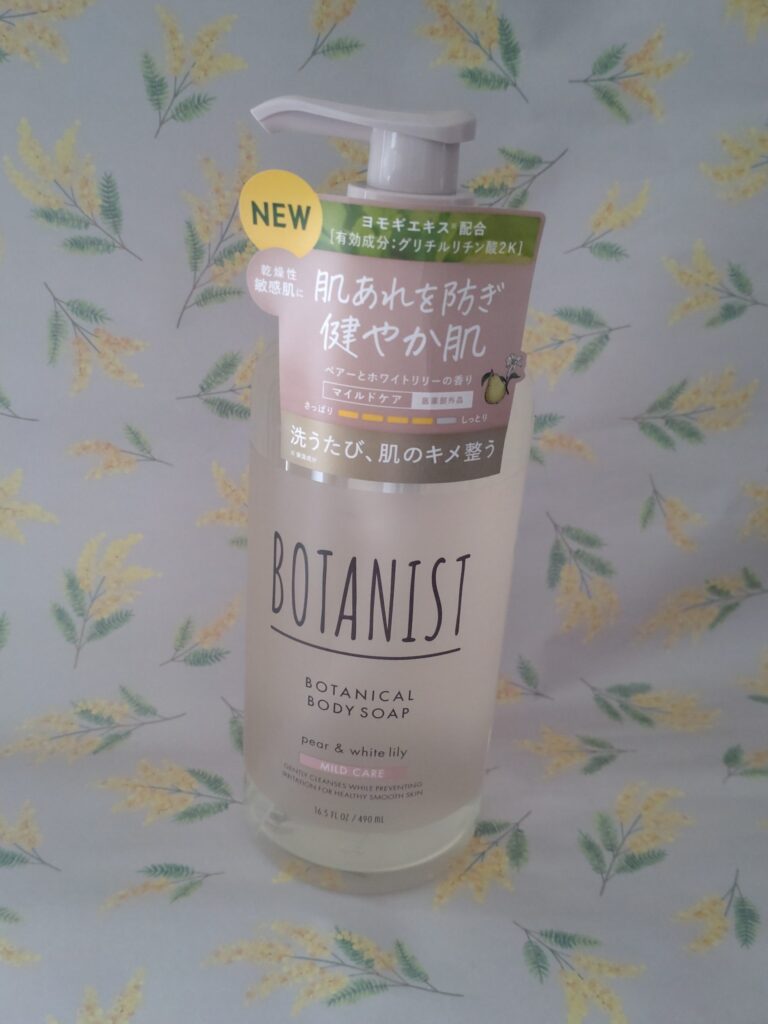 NEW
ヨモギエキス*配合
[有効成分:グリチルリチン酸2K]
乾燥性
敏感肌に
肌あれを防ぎ
健やか肌
ペアーとホワイトリリーの香り
マイルドケア 医薬部外品
さっぱり しっとり
洗うたび、肌のキメ整う
BOTANIST
BOTANICAL
BODY SOAP
pear & white lily
MILD CARE
GENTLY CLEANSES WHILE PREVENTING
IRRITATION FOR HEALTHY SMOOTH SKIN
16.5 FL OZ / 490 mL